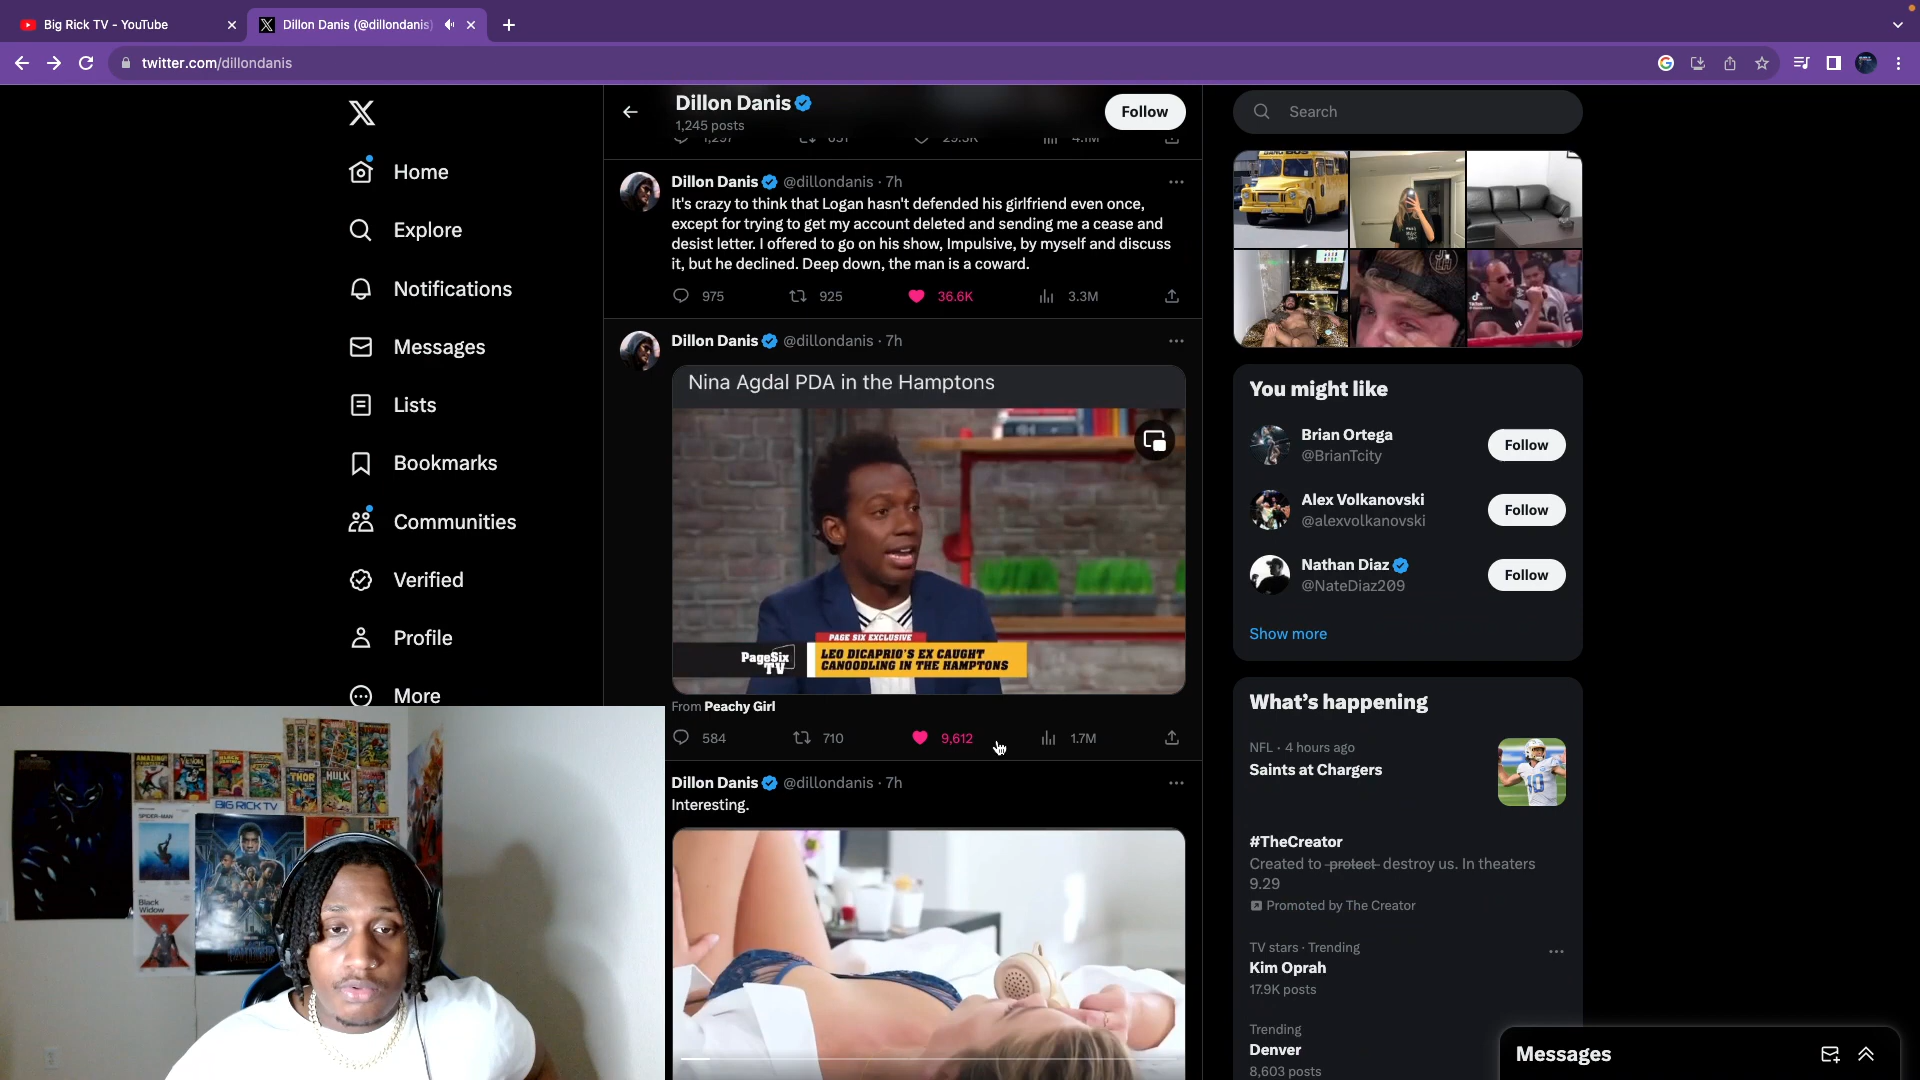 Big Rick TV - YouTube
Dillon Danis (@dillondanis)
twitter.com/dillondanis
Home
Explore
Notifications
Messages
Lists
Bookmarks
Communities
Verified
Profile
More
Dillon Danis
1,245 posts
Follow
Dillon Danis @dillondanis · 7h
It's crazy to think that Logan hasn't defended his girlfriend even once,
except for trying to get my account deleted and sending me a cease and
desist letter. I offered to go on his show, Impulsive, by myself and discuss
it, but he declined. Deep down, the man is a coward.
975 925 36.6K 3.3M
Dillon Danis @dillondanis · 7h
Nina Agdal PDA in the Hamptons
PAGE SIX EXCLUSIVE
PageSix TV
LEO DICAPRIO'S EX CAUGHT
CANOODLING IN THE HAMPTONS
From Peachy Girl
584 710 9,612 1.7M
Dillon Danis @dillondanis · 7h
Interesting.
Search
You might like
Brian Ortega
@BrianTcity
Follow
Alex Volkanovski
@alexvolkanovski
Follow
Nathan Diaz
@NateDiaz209
Follow
Show more
What's happening
NFL · 4 hours ago
Saints at Chargers
#TheCreator
Created to protect destroy us. In theaters
9.29
Promoted by The Creator
TV stars · Trending
Kim Oprah
17.9K posts
Trending
Denver
8,603 posts
Messages
AMAZING
VENOM
THOR
HULK
BIG RICK TV
SPIDER-MAN
Black
Widow